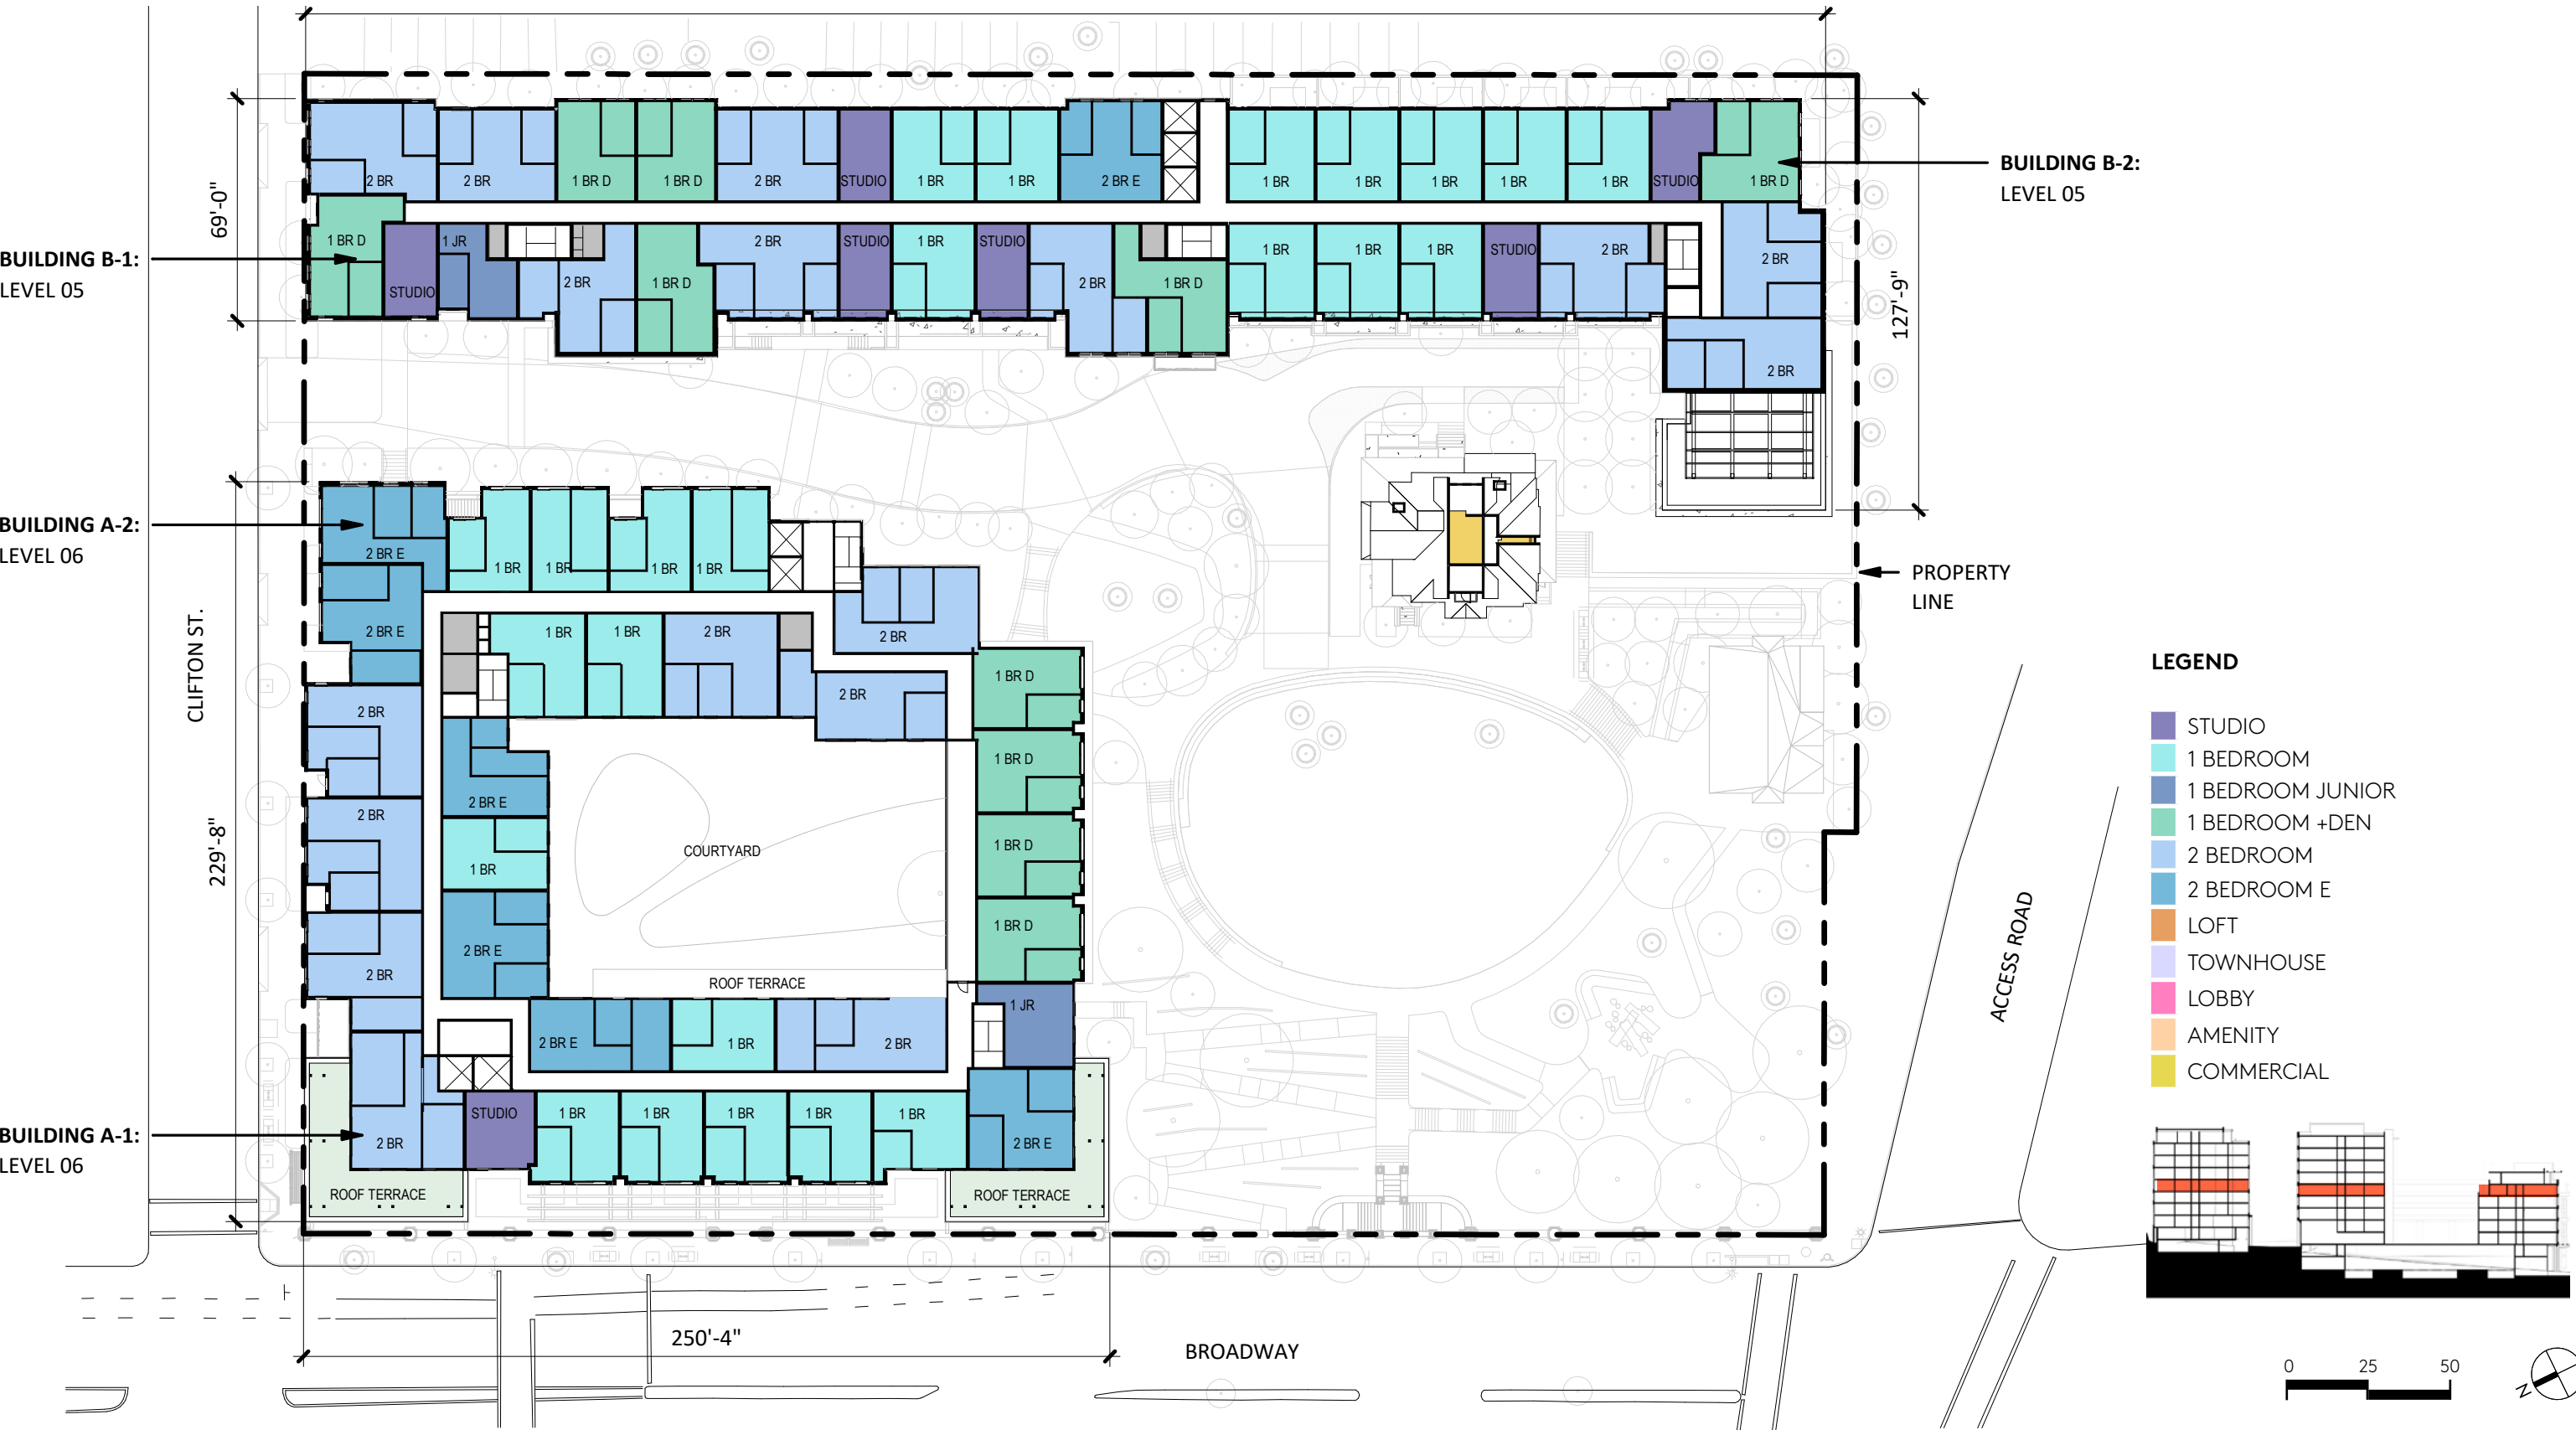 2 BR
2 BR
1 BR D
1 BR D
2 BR
STUDIO
1 BR
1 BR
2 BR E
1 BR
1 BR
1 BR
1 BR
1 BR
STUDIO
1 BR D
BUILDING B-2:
LEVEL 05
69'-0"
BUILDING B-1:
LEVEL 05
1 BR D
STUDIO
1 JR
2 BR
1 BR D
2 BR
STUDIO
1 BR
STUDIO
2 BR
1 BR D
1 BR
1 BR
1 BR
STUDIO
2 BR
2 BR
2 BR
127'-9"
BUILDING A-2:
LEVEL 06
2 BR E
1 BR
1 BR
1 BR
1 BR
PROPERTY
LINE
CLIFTON ST.
229'-8"
2 BR E
1 BR
1 BR
2 BR
2 BR
2 BR
1 BR D
2 BR
2 BR E
1 BR D
2 BR
1 BR
COURTYARD
1 BR D
2 BR E
1 BR D
2 BR
ROOF TERRACE
1 JR
2 BR E
1 BR
2 BR
BUILDING A-1:
LEVEL 06
2 BR
STUDIO
1 BR
1 BR
1 BR
1 BR
1 BR
2 BR E
ROOF TERRACE
ROOF TERRACE
250'-4"
BROADWAY
ACCESS ROAD
LEGEND
STUDIO
1 BEDROOM
1 BEDROOM JUNIOR
1 BEDROOM +DEN
2 BEDROOM
2 BEDROOM E
LOFT
TOWNHOUSE
LOBBY
AMENITY
COMMERCIAL
0 25 50
N